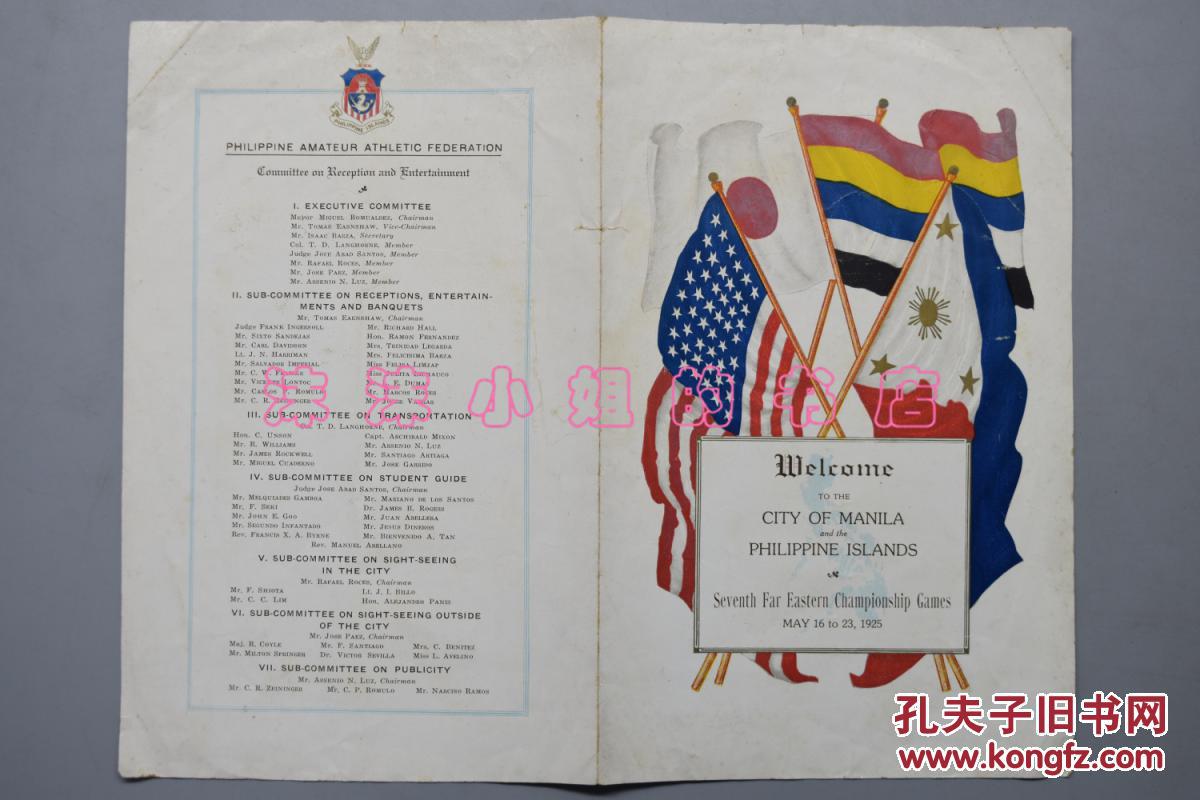 PHILIPPINE ISLANDS
PHILIPPINE AMATEUR ATHLETIC FEDERATION
Committee on Reception and Entertainment
I. EXECUTIVE COMMITTEE
Major MIGUEL ROMUALDEZ, Chairman
Mr. TOMAS EARNSHAW, Vice-Chairman
Mr. ISAAC BARZA, Secretary
Col. T. D. LANGHORNE, Member
Judge JOSE ABAD SANTOS, Member
Mr. RAFAEL ROCES, Member
Mr. JOSE PAEZ, Member
Mr. ARSENIO N. LUZ, Member
II. SUB-COMMITTEE ON RECEPTIONS, ENTERTAIN-
MENTS AND BANQUETS
Mr. TOMAS EARNSHAW, Chairman
Judge FRANK INGERSOLL Mr. RICHARD HALL
Mr. SIXTO SANDEJAS Hon. RAMON FERNANDEZ
Mr. CARL DAVIDSON Mrs. TRINIDAD LEGARDA
Lt. J. N. HARRIMAN Mrs. FELICISIMA BARZA
Mr. SALVADOR IMPERIAL Miss FELISA LIMJAP
Mr. C. W. Miss
Mr. VICENTE LONTOC E.
Mr. CARLOS P. ROMULO Mr. MARCOS ROCES
Mr. C. R. ZEININGER Mr. JORGE VARGAS
III. SUB-COMMITTEE ON TRANSPORTATION
T. D. LANGHORNE, Chairman
Hon. C. UNSON Capt. ARCHIBALD MIXON
Mr. R. WILLIAMS Mr. ARSENIO N. LUZ
Mr. JAMES ROCKWELL Mr. SANTIAGO ARTIAGA
Mr. MIGUEL CUADERNO Mr. JOSE GARRIDO
IV. SUB-COMMITTEE ON STUDENT GUIDE
Judge JOSE ABAD SANTOS, Chairman
Mr. MELQUIADES GAMBOA Mr. MARIANO DE LOS SANTOS
Mr. F. SEKI Dr. JAMES B. ROGERS
Mr. JOHN E. GOO Mr. JUAN ABELLERA
Mr. SEGUNDO INFANTADO Mr. JESUS DINEROS
Rev. FRANCIS X. A. BYRNE Mr. BIENVENIDO A. TAN
Rev. MANUEL ARELLANO
V. SUB-COMMITTEE ON SIGHT-SEEING
IN THE CITY
Mr. RAFAEL ROCES, Chairman
Mr. F. SHIOTA Lt. J. I. BILLO
Mr. C. C. LIM Hon. ALEJANDRO PANIS
VI. SUB-COMMITTEE ON SIGHT-SEEING OUTSIDE
OF THE CITY
Mr. JOSE PAEZ, Chairman
Maj. R. COYLE Mr. F. SANTIAGO Mrs. C. BENITEZ
Mr. MILTON SPRINGER Dr. VICTOR SEVILLA Miss L. AVELINO
VII. SUB-COMMITTEE ON PUBLICITY
Mr. ARSENIO N. LUZ, Chairman
Mr. C. R. ZEININGER Mr. C. P. ROMULO Mr. NARCISO RAMOS
Welcome
TO THE
CITY OF MANILA
and the
PHILIPPINE ISLANDS
Seventh Far Eastern Championship Games
MAY 16 to 23, 1925
小姐的书店
孔夫子旧书网
www.kongfz.com